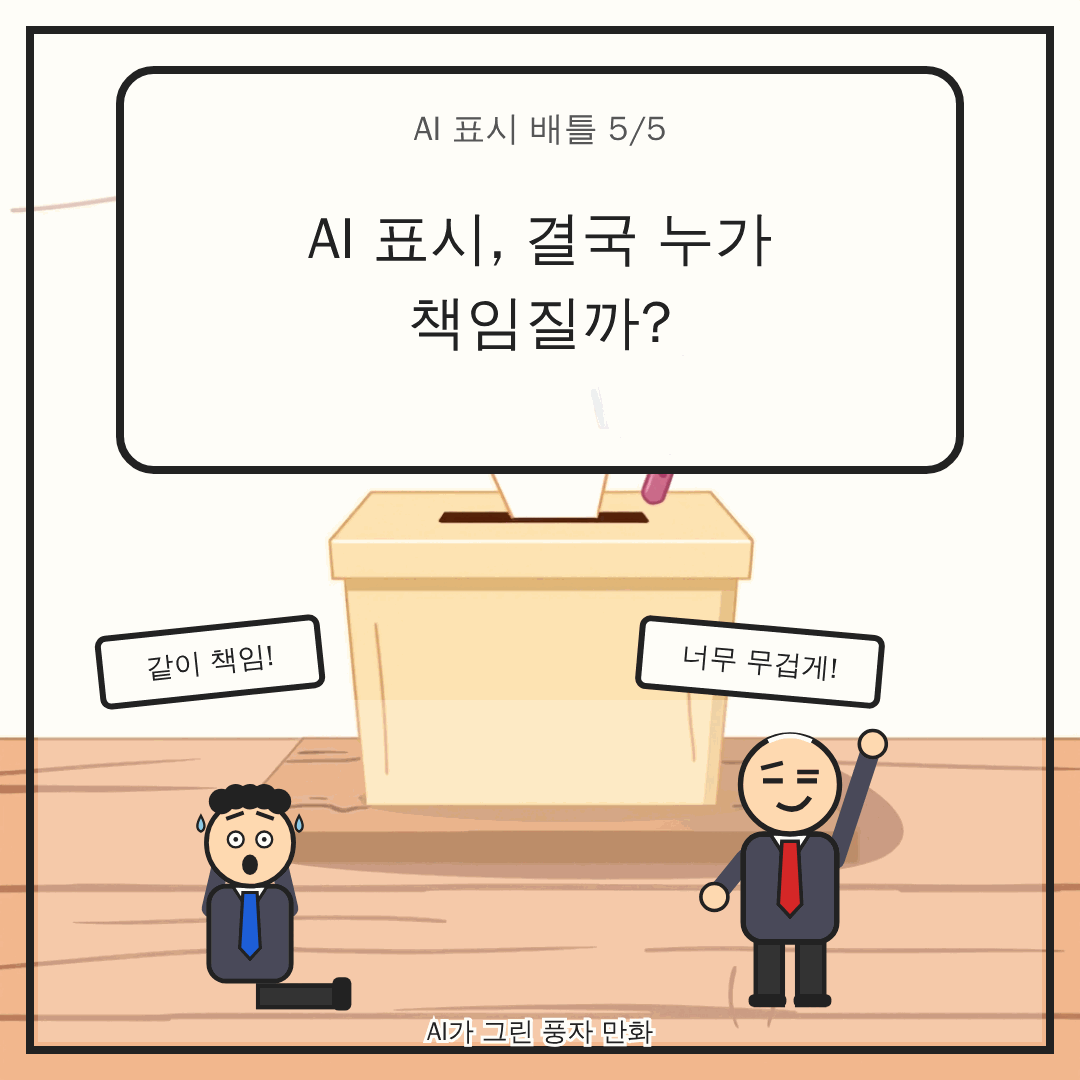 AI 표시 배틀 5/5
AI 표시, 결국 누가
책임질까?
같이 책임!
너무 무겁게!
AI가 그린 풍자 만화